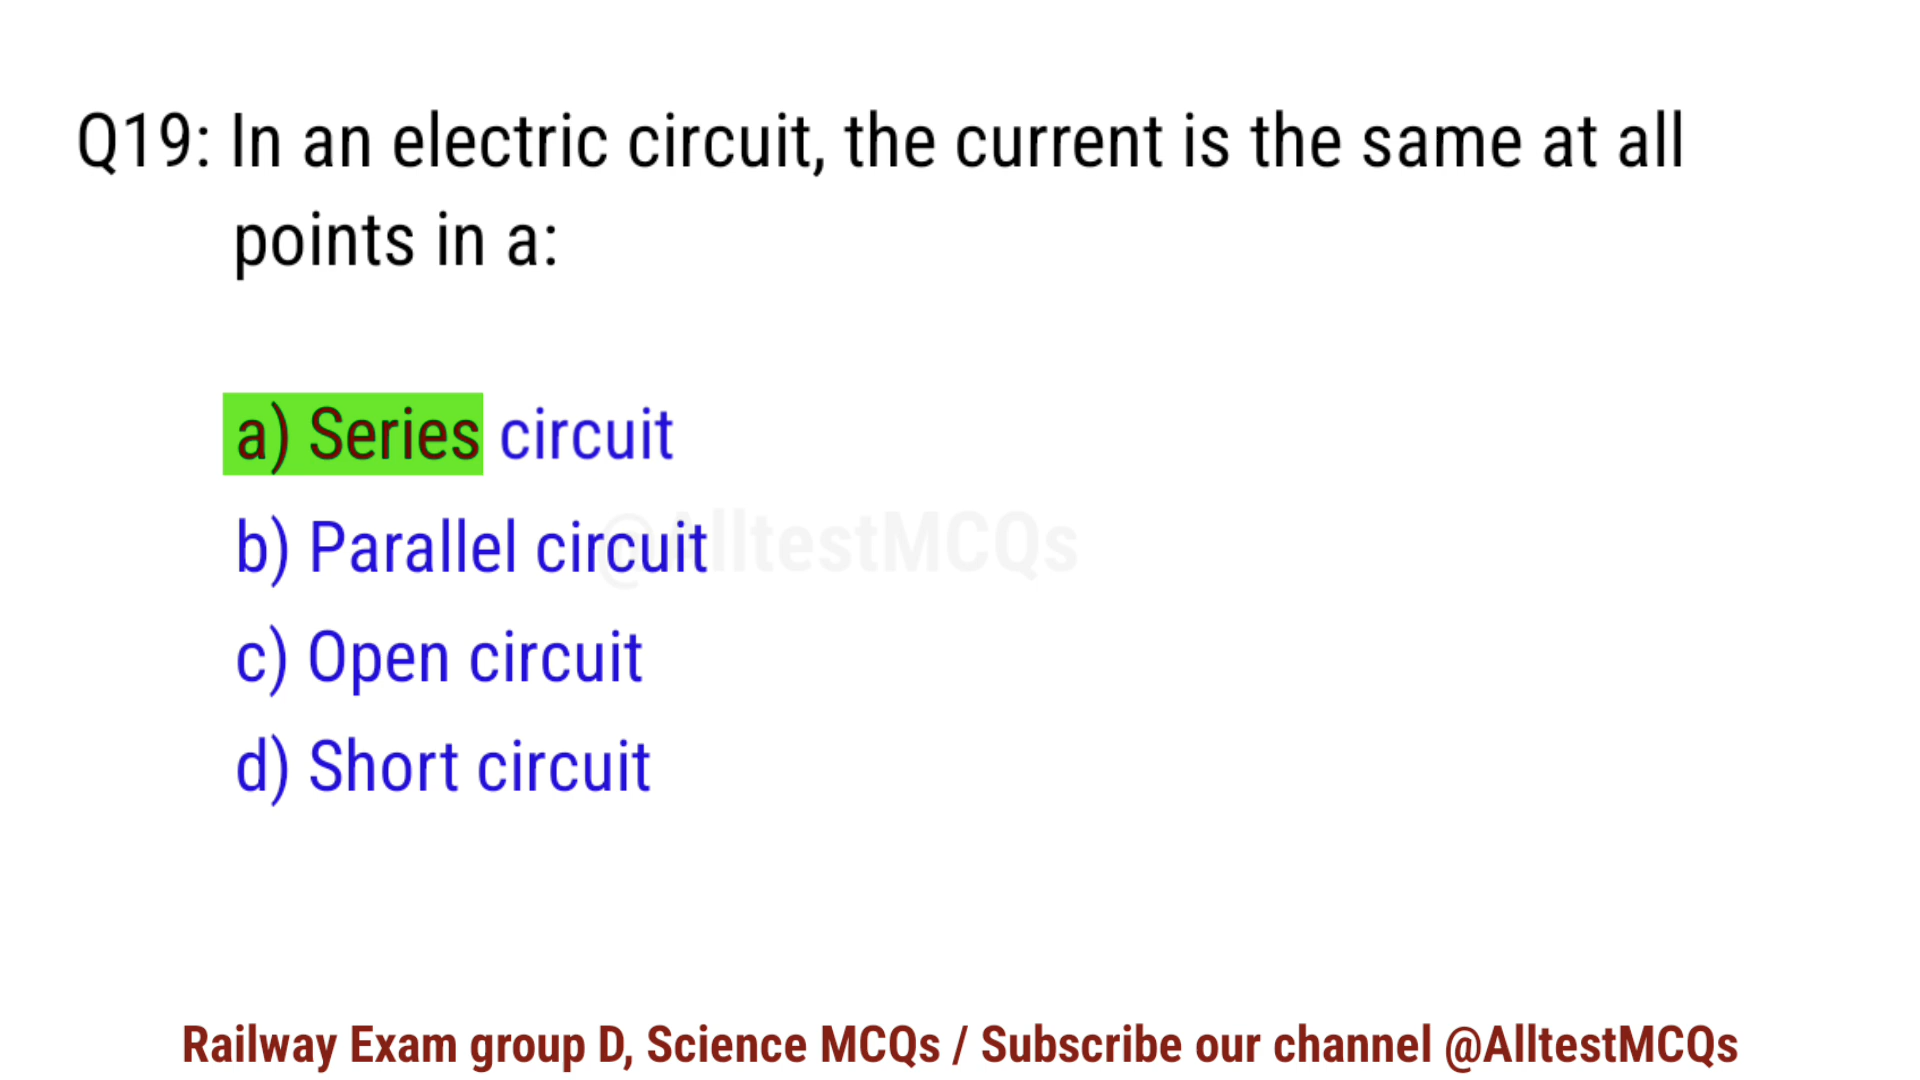 Q19: In an electric circuit, the current is the same at all
points in a:
a) Series circuit
b) Parallel circuit
@AlltestMCQs
c) Open circuit
d) Short circuit
Railway Exam group D, Science MCQs / Subscribe our channel @AlltestMCQs